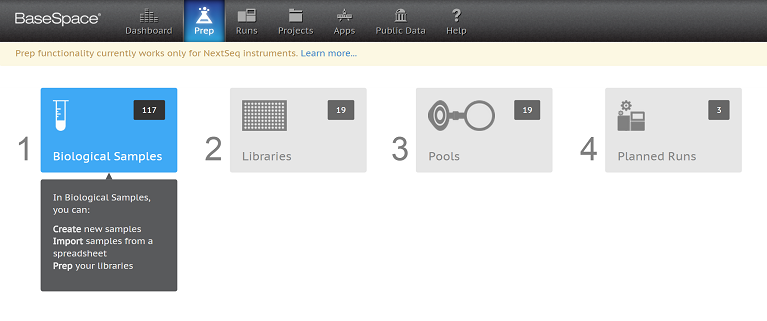 BaseSpace®
Dashboard
Prep
Runs
Projects
Apps
Public Data
?
Help
Prep functionality currently works only for NextSeq instruments. Learn more...
1
117
Biological Samples
2
19
Libraries
3
19
Pools
4
3
Planned Runs
In Biological Samples,
you can:
Create new samples
Import samples from a
spreadsheet
Prep your libraries